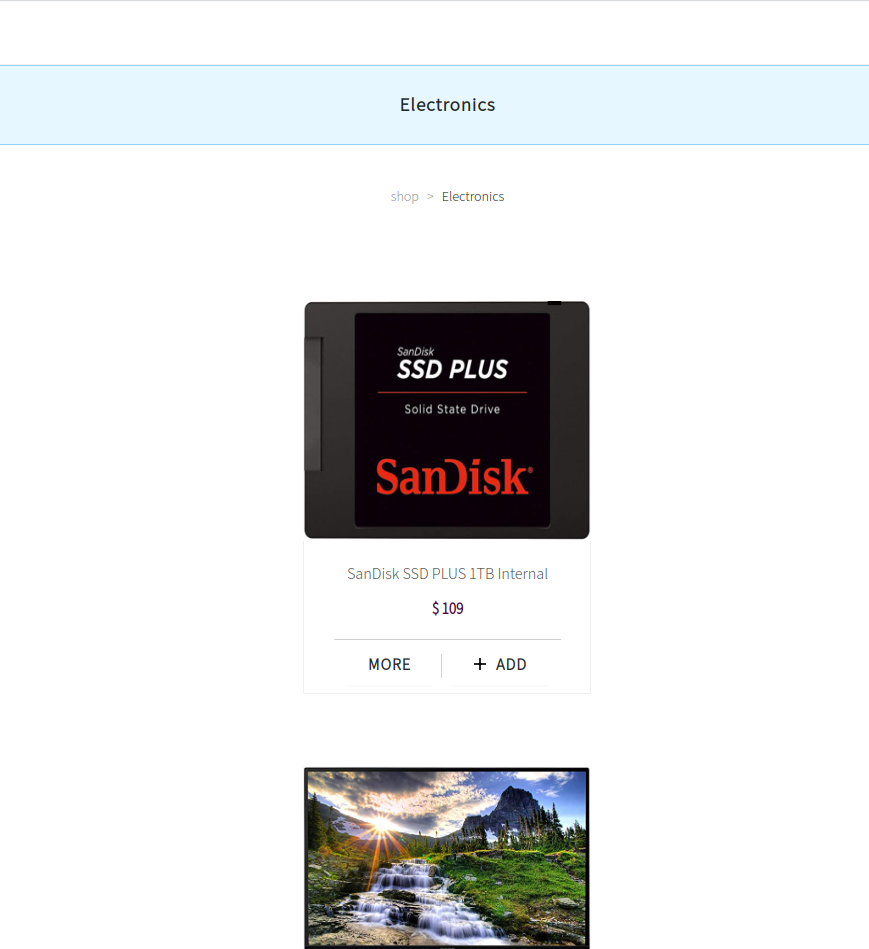 Electronics
shop > Electronics
SanDisk
SSD PLUS
Solid State Drive
SanDisk®
SanDisk SSD PLUS 1TB Internal
$ 109
MORE
+ ADD